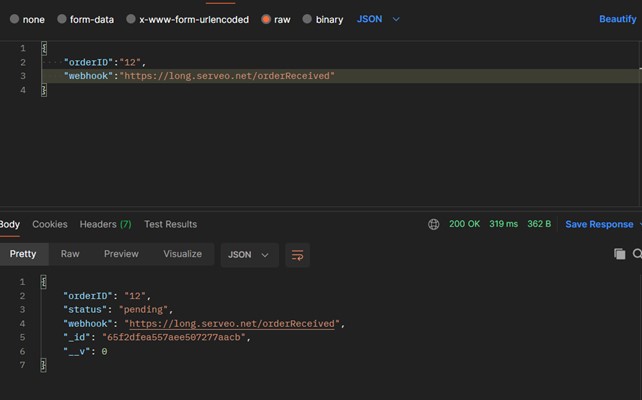 none form-data x-www-form-urlencoded raw binary JSON Beautify
1 {
2 "orderID":"12",
3 "webhook":"https://long.serveo.net/orderReceived"
4 }
Body Cookies Headers (7) Test Results 200 OK 319 ms 362 B Save Response
Pretty Raw Preview Visualize JSON
1 {
2 "orderID": "12",
3 "status": "pending",
4 "webhook": "https://long.serveo.net/orderReceived",
5 "_id": "65f2dfea557aee507277aacb",
6 "__v": 0
7 }